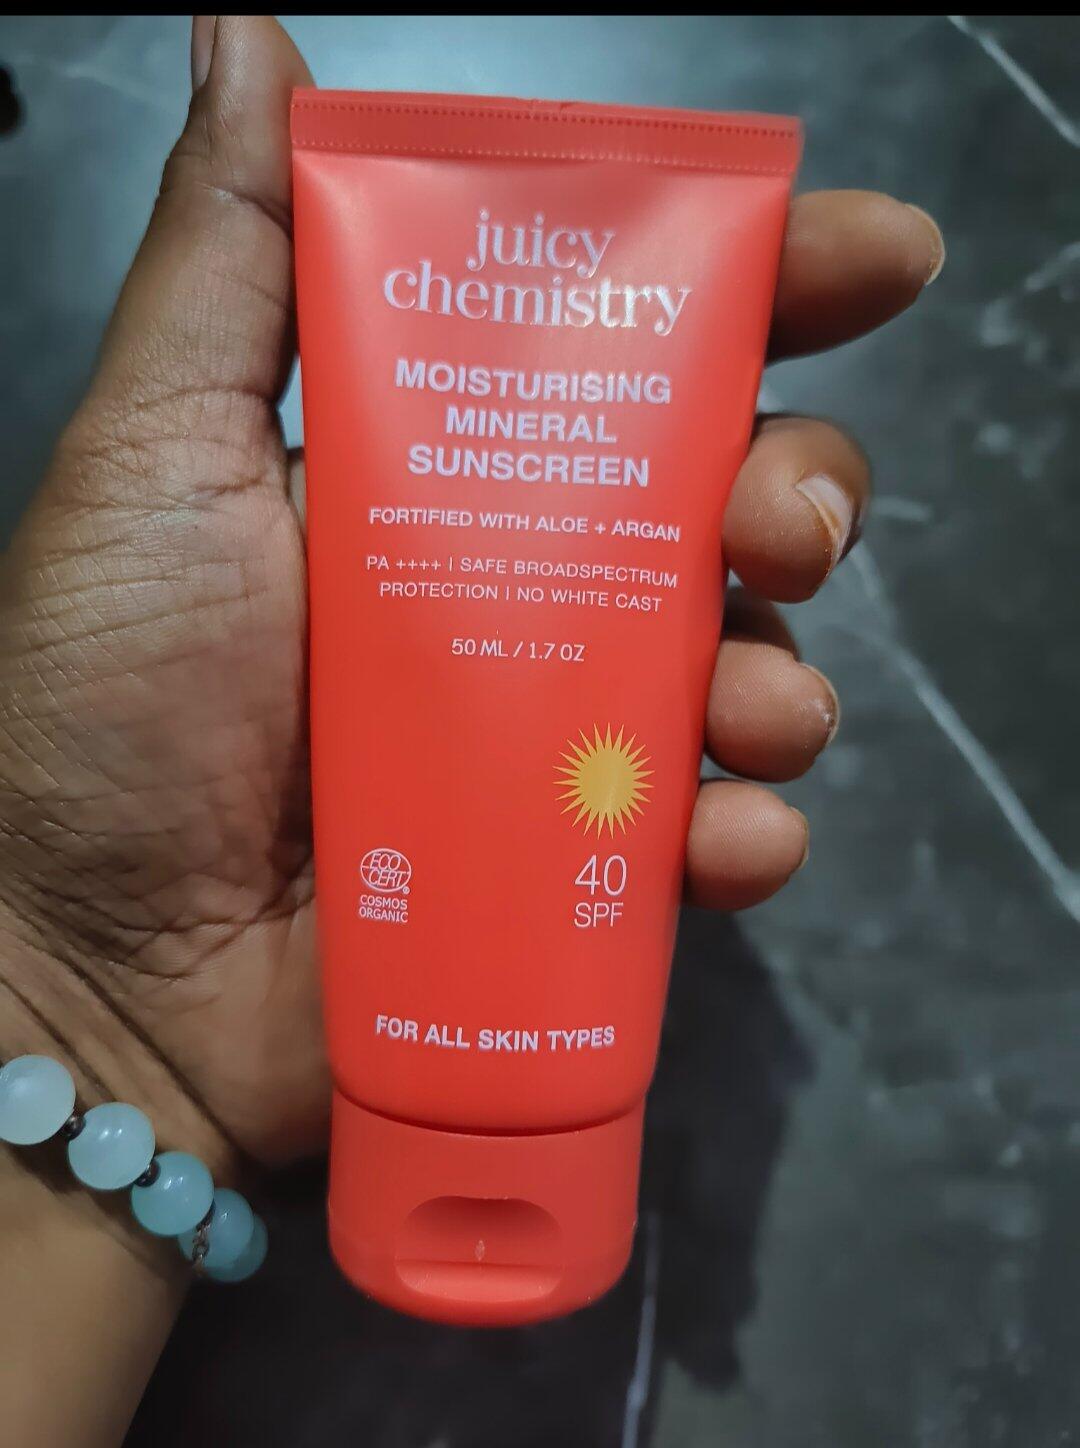 juicy
chemistry
MOISTURISING
MINERAL
SUNSCREEN
FORTIFIED WITH ALOE + ARGAN
PA ++++ | SAFE BROADSPECTRUM
PROTECTION | NO WHITE CAST
50 ML / 1.7 OZ
ECO
CERT®
COSMOS
ORGANIC
40
SPF
FOR ALL SKIN TYPES